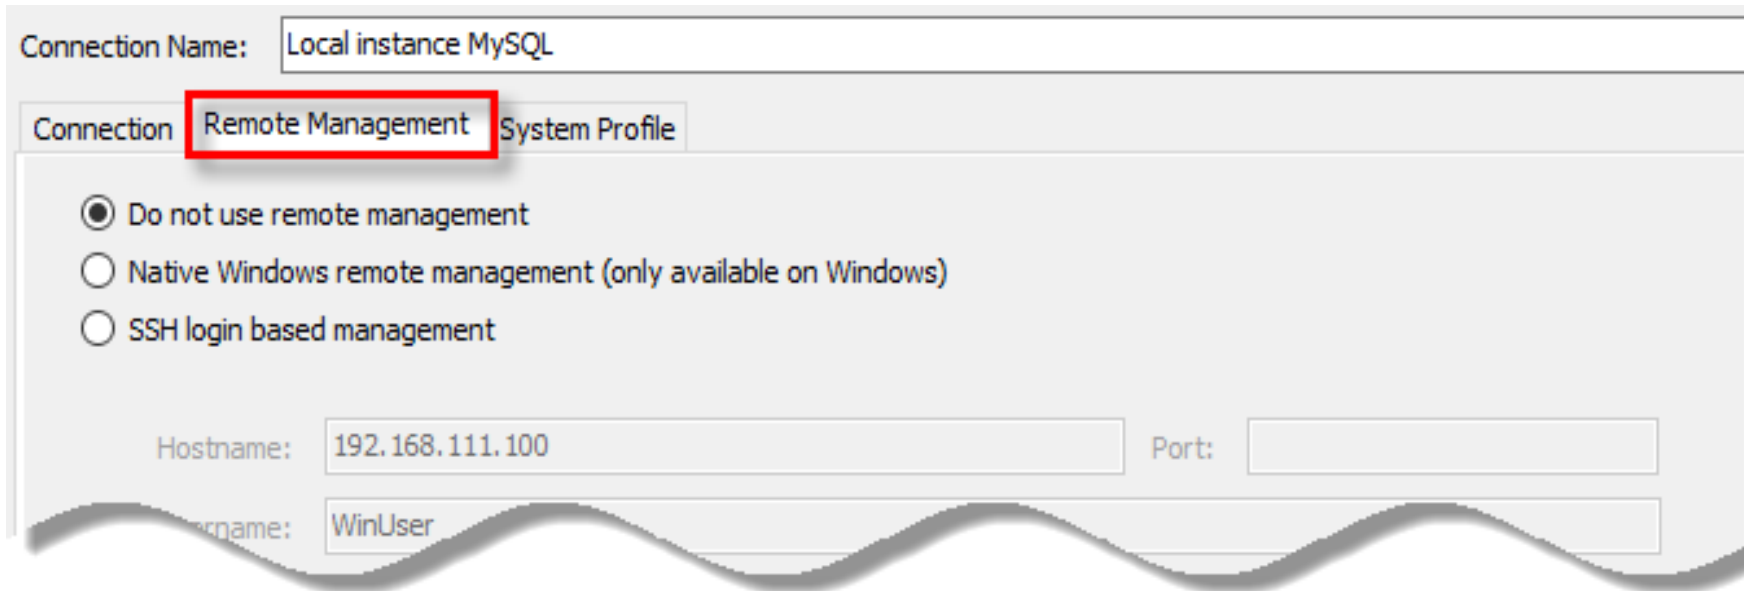 Connection Name: Local instance MySQL
Connection Remote Management System Profile
Do not use remote management
Native Windows remote management (only available on Windows)
SSH login based management
Hostname: 192.168.111.100 Port:
WinUser